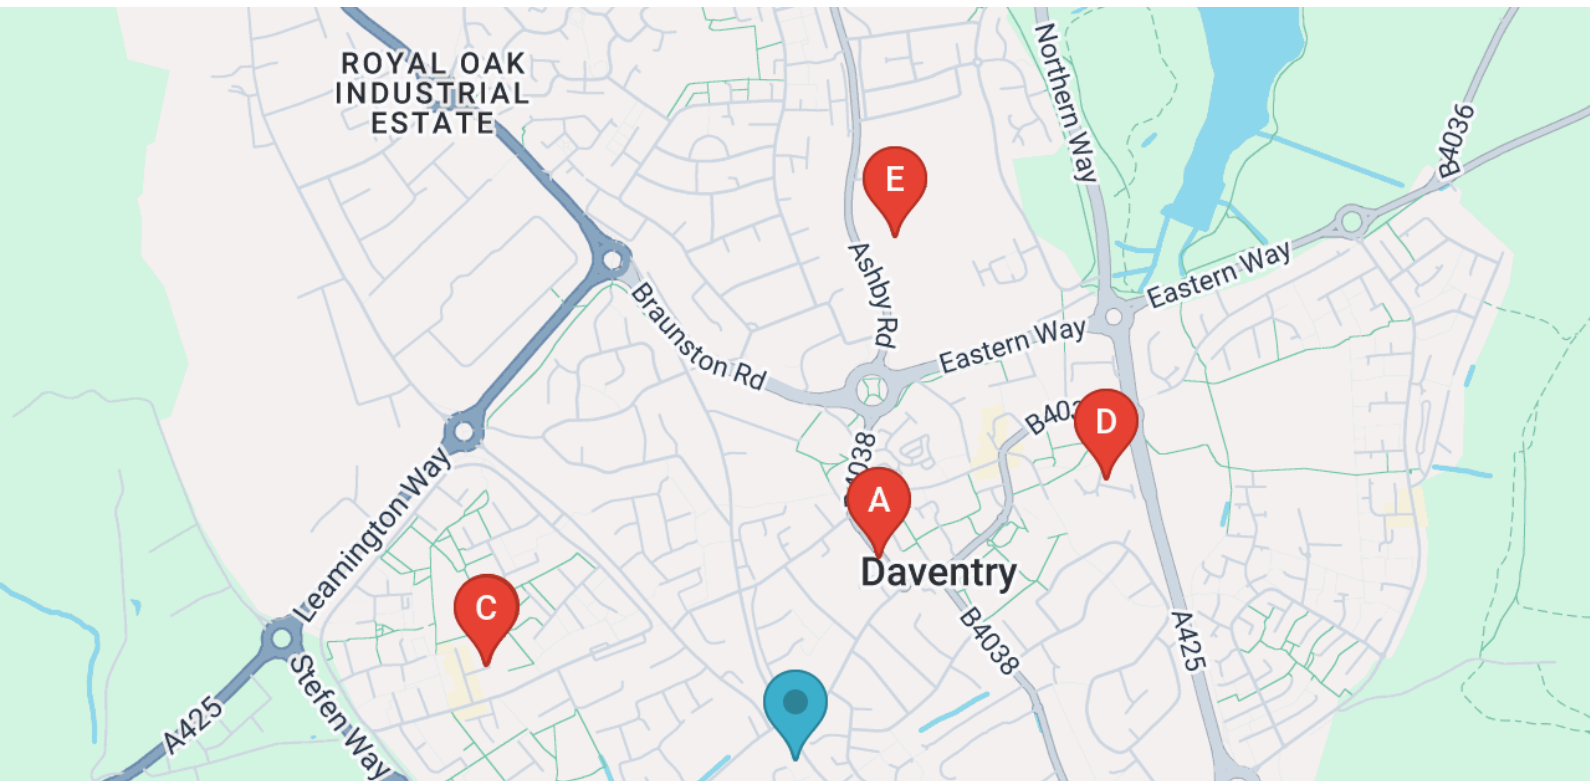 ROYAL OAK
INDUSTRIAL
ESTATE
Northern Way
B4036
E
Ashby Rd
Eastern Way
Braunston Rd
Eastern Way
D
A
Leamington Way
Daventry
C
B4038
A425
Stefen Way
A425